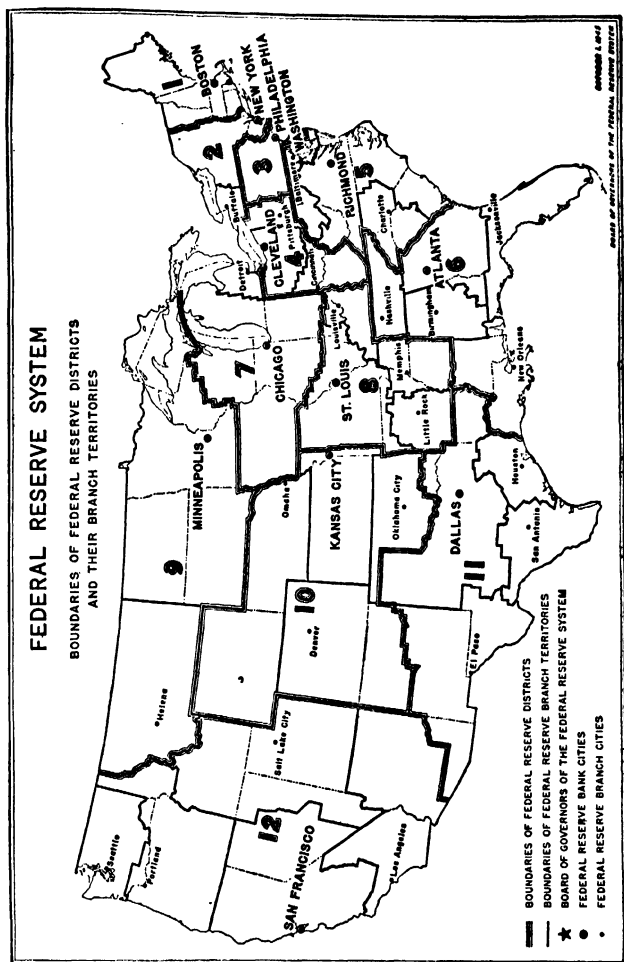 FEDERAL RESERVE SYSTEM
BOUNDARIES OF FEDERAL RESERVE DISTRICTS
AND THEIR BRANCH TERRITORIES
Seattle
Portland
Helena
9
MINNEAPOLIS
7
CHICAGO
Detroit
Buffalo
2
1
BOSTON
NEW YORK
PHILADELPHIA
WASHINGTON
3
Baltimore
CLEVELAND
Pittsburgh
4
Cincinnati
RICHMOND
5
Charlotte
12
SAN FRANCISCO
Salt Lake City
Los Angeles
10
Denver
Omaha
KANSAS CITY
Oklahoma City
ST. LOUIS
8
Louisville
Little Rock
Memphis
Nashville
Birmingham
ATLANTA
6
Jacksonville
New Orleans
DALLAS
11
El Paso
San Antonio
Houston
BOUNDARIES OF FEDERAL RESERVE DISTRICTS
BOUNDARIES OF FEDERAL RESERVE BRANCH TERRITORIES
BOARD OF GOVERNORS OF THE FEDERAL RESERVE SYSTEM
FEDERAL RESERVE BANK CITIES
FEDERAL RESERVE BRANCH CITIES
BOARD OF GOVERNORS OF THE FEDERAL RESERVE SYSTEM